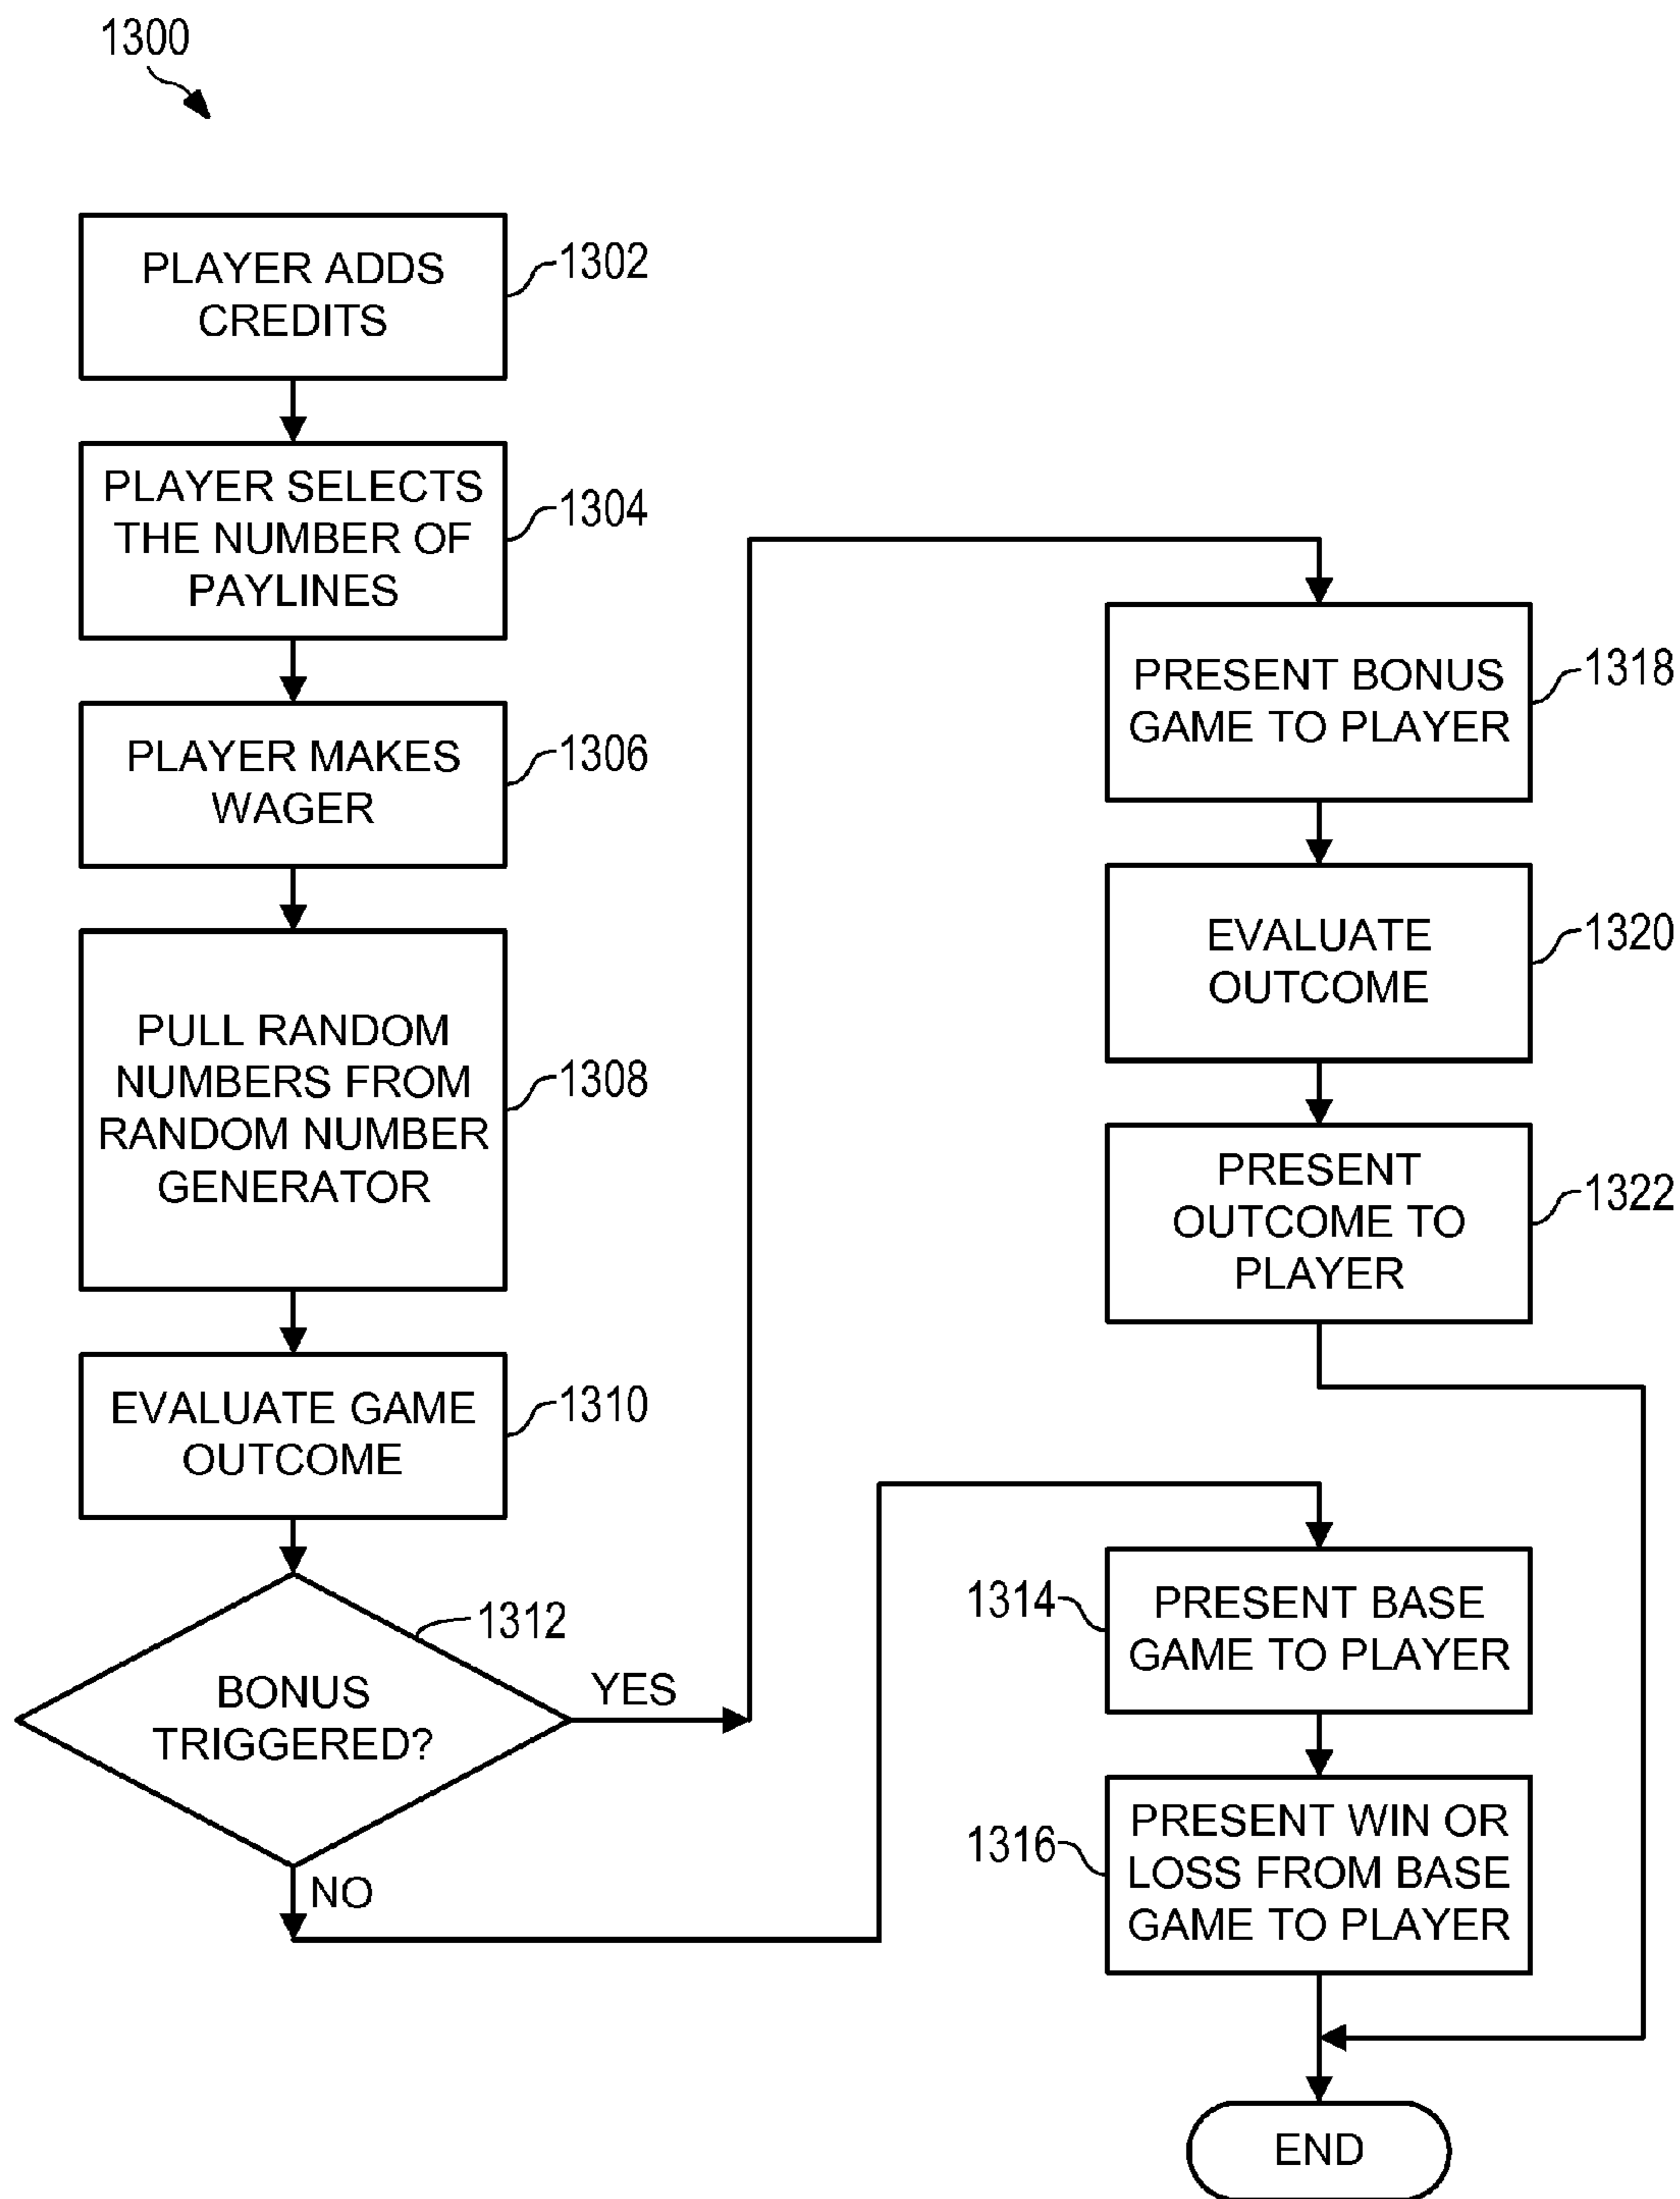 1300
PLAYER ADDS
CREDITS
1302
PLAYER SELECTS
THE NUMBER OF
PAYLINES
1304
PLAYER MAKES
WAGER
1306
PULL RANDOM
NUMBERS FROM
RANDOM NUMBER
GENERATOR
1308
EVALUATE GAME
OUTCOME
1310
BONUS
TRIGGERED?
1312
YES
NO
PRESENT BONUS
GAME TO PLAYER
1318
EVALUATE
OUTCOME
1320
PRESENT
OUTCOME TO
PLAYER
1322
1314
PRESENT BASE
GAME TO PLAYER
1316
PRESENT WIN OR
LOSS FROM BASE
GAME TO PLAYER
END